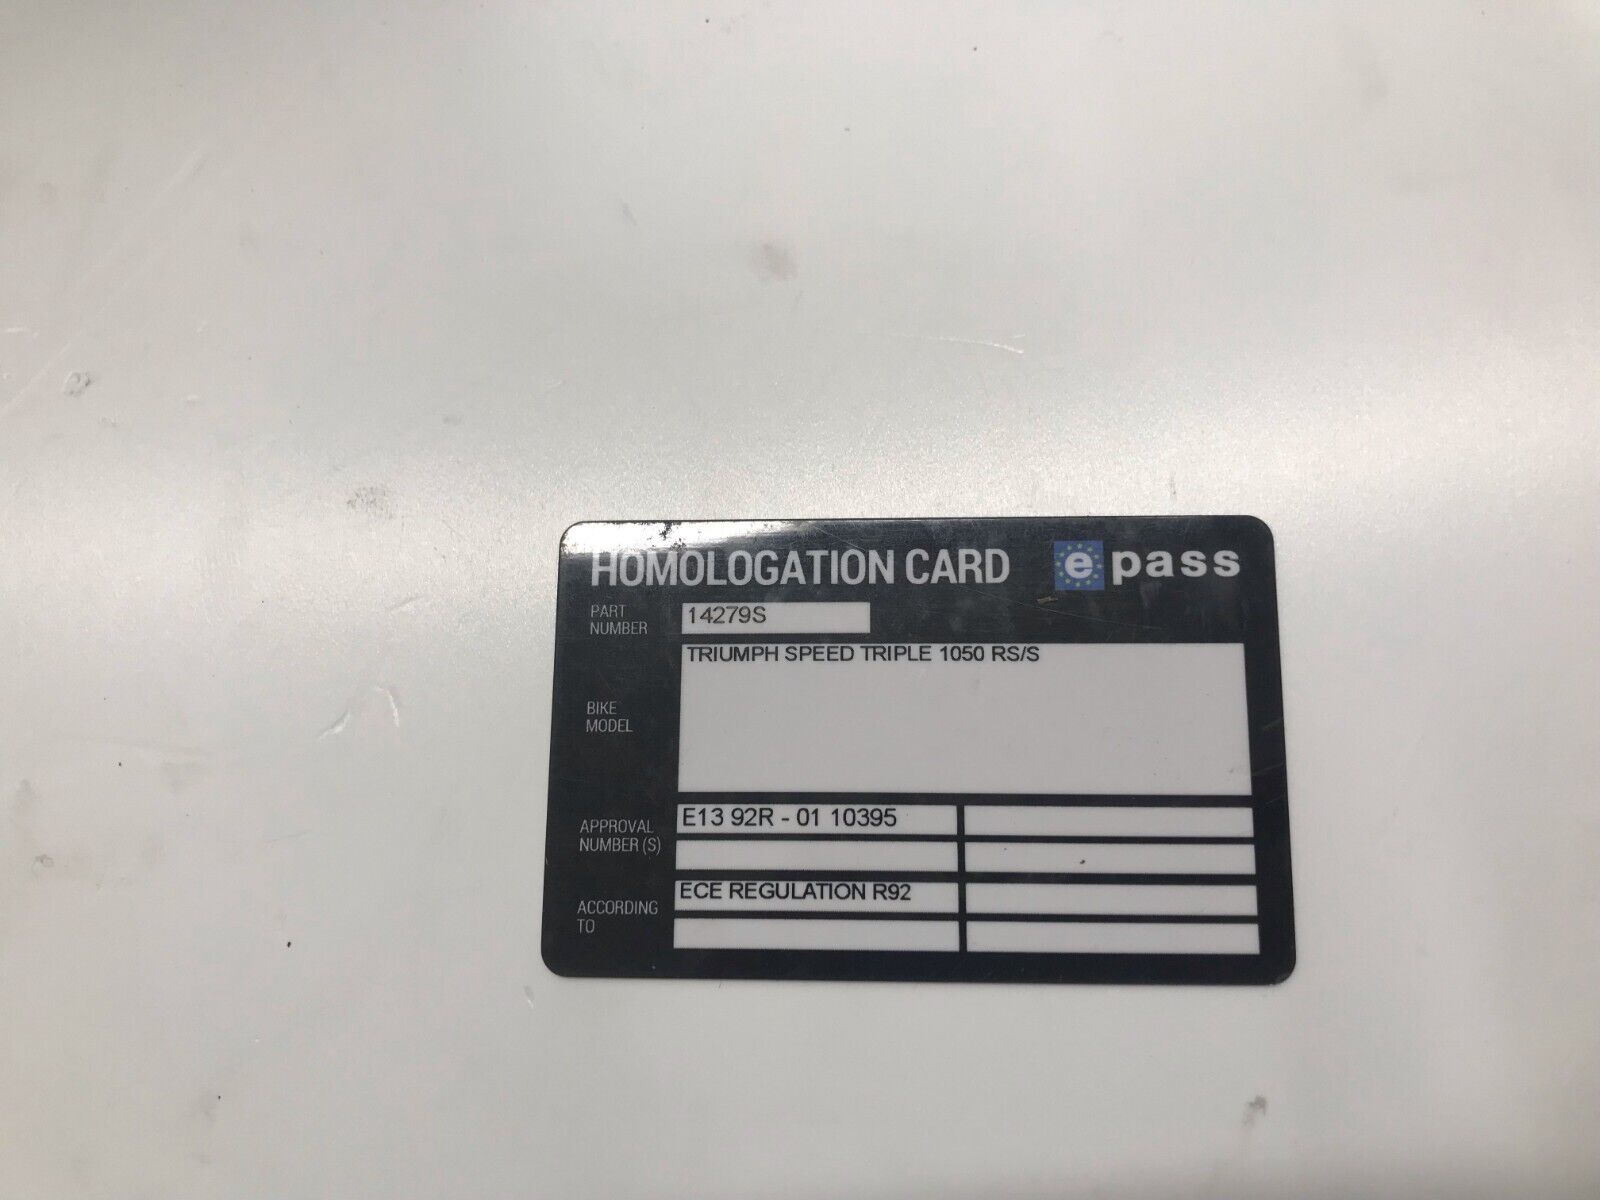 HOMOLOGATION CARD e pass
PART
NUMBER
14279S
BIKE
MODEL
TRIUMPH SPEED TRIPLE 1050 RS/S
APPROVAL
NUMBER (S)
E13 92R - 01 10395
ACCORDING
TO
ECE REGULATION R92